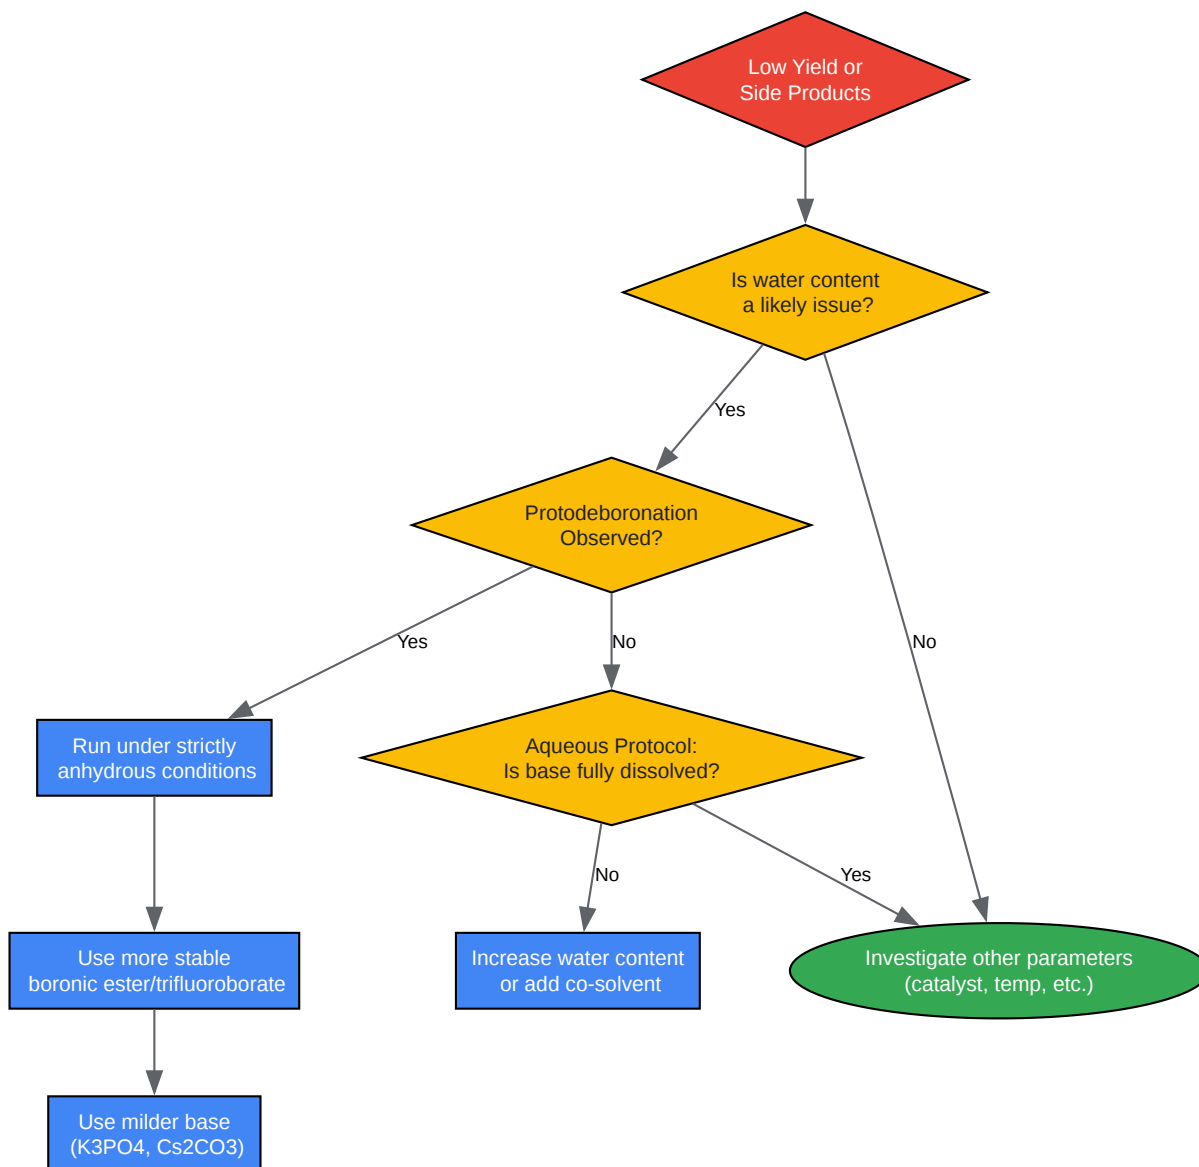 Low Yield or
Side Products
Is water content
a likely issue?
Yes
Protodeboronation
Observed?
Yes
No
No
Run under strictly
anhydrous conditions
Aqueous Protocol:
Is base fully dissolved?
No
Yes
Use more stable
boronic ester/trifluoroborate
Increase water content
or add co-solvent
Investigate other parameters
(catalyst, temp, etc.)
Use milder base
(K3PO4, Cs2CO3)